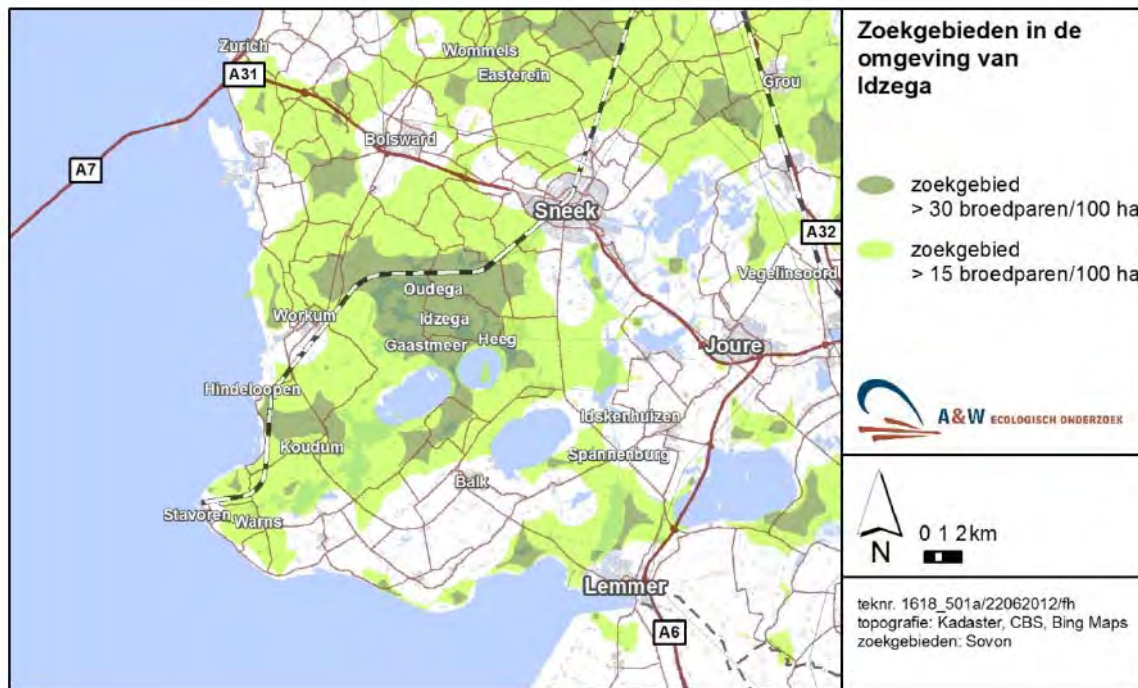 Zoekgebieden in de
omgeving van
Idzega
zoekgebied
> 30 broedparen/100 ha
zoekgebied
> 15 broedparen/100 ha
A&W ECOLOGISCH ONDERZOEK
N
0 1 2 km
teknr. 1618_501a/22062012/fh
topografie: Kadaster, CBS, Bing Maps
zoekgebieden: Sovon
Zurich
Wommels
A31
Easterein
Grou
Bolsward
A7
Sneek
A32
Vegelinsoord
Oudega
Workum
Idzega
Gaastmeer
Heeg
Joure
Hindeloopen
Idskenhuizen
Koudum
Spannenburg
Balk
Stavoren
Warns
Lemmer
A6